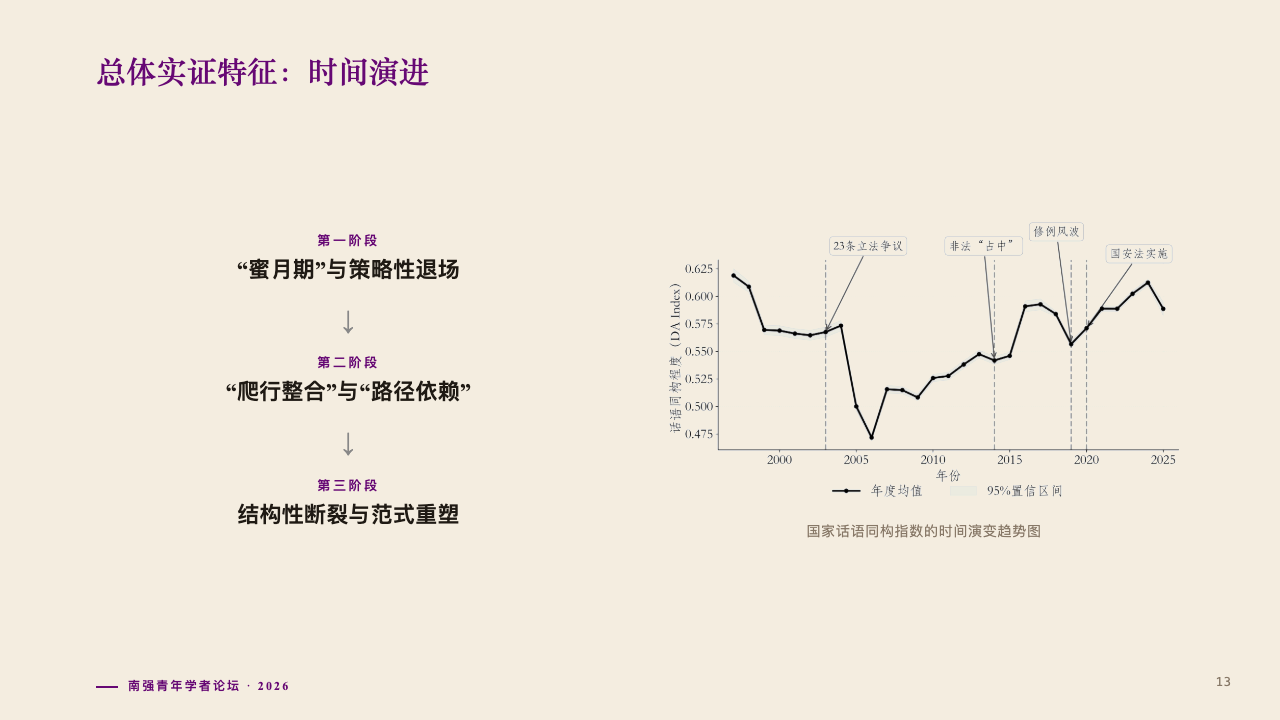 总体实证特征：时间演进
第一阶段
“蜜月期”与策略性退场
↓
第二阶段
“爬行整合”与“路径依赖”
↓
第三阶段
结构性断裂与范式重塑
23条立法争议
非法“占中”
修例风波
国安法实施
话语同构程度（DA Index）
0.625
0.600
0.575
0.550
0.525
0.500
0.475
2000 2005 2010 2015 2020 2025
年份
年度均值 95%置信区间
国家话语同构指数的时间演变趋势图
南强青年学者论坛 · 2026
13